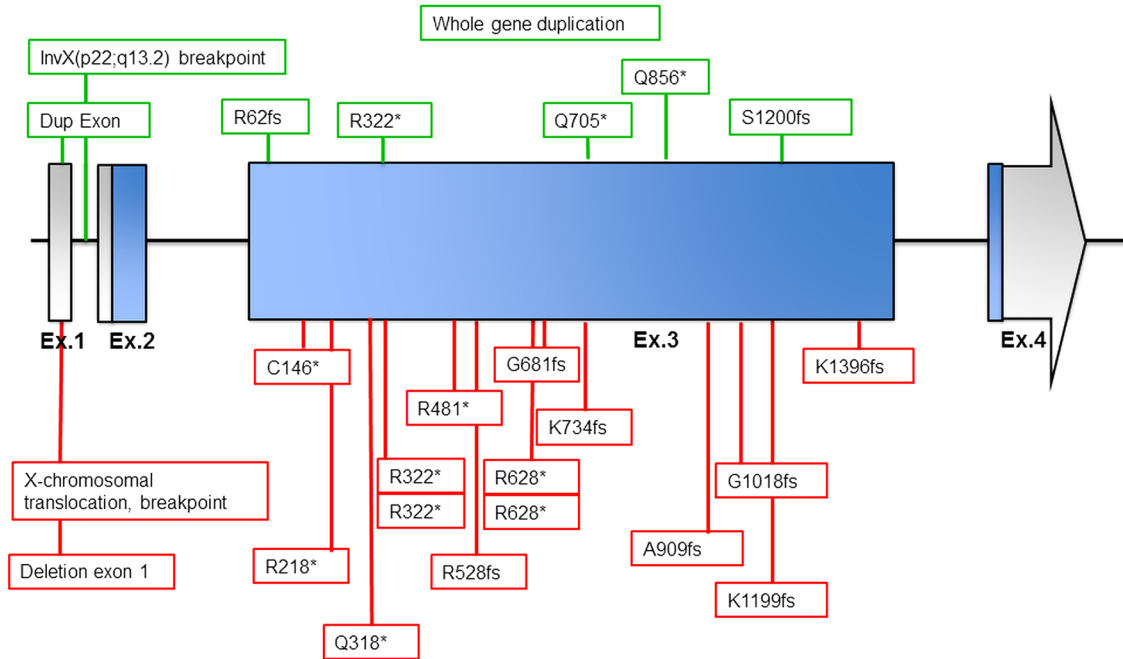 Whole gene duplication
InvX(p22;q13.2) breakpoint
Q856*
Dup Exon
R62fs
R322*
Q705*
S1200fs
Ex.1
Ex.2
Ex.3
Ex.4
C146*
G681fs
K1396fs
R481*
K734fs
X-chromosomal
translocation, breakpoint
R322*
R628*
G1018fs
R322*
R628*
A909fs
Deletion exon 1
R218*
R528fs
K1199fs
Q318*